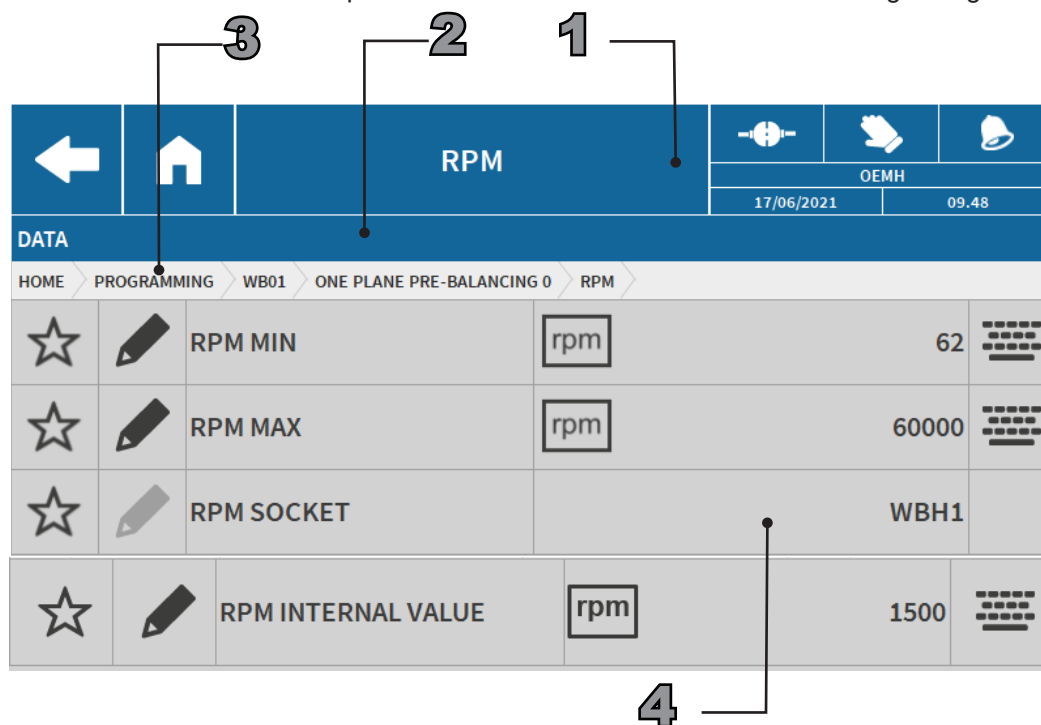 3 2 1
RPM
OEMH
17/06/2021 09.48
DATA
HOME PROGRAMMING WB01 ONE PLANE PRE-BALANCING 0 RPM
RPM MIN rpm 62
RPM MAX rpm 60000
RPM SOCKET WBH1
RPM INTERNAL VALUE rpm 1500
4